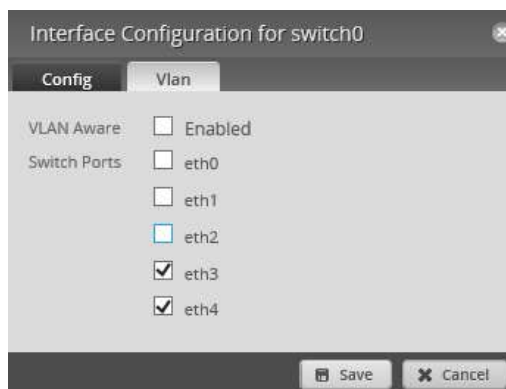 Interface Configuration for switch0
Config Vlan
VLAN Aware Enabled
Switch Ports eth0
eth1
eth2
eth3
eth4
Save Cancel